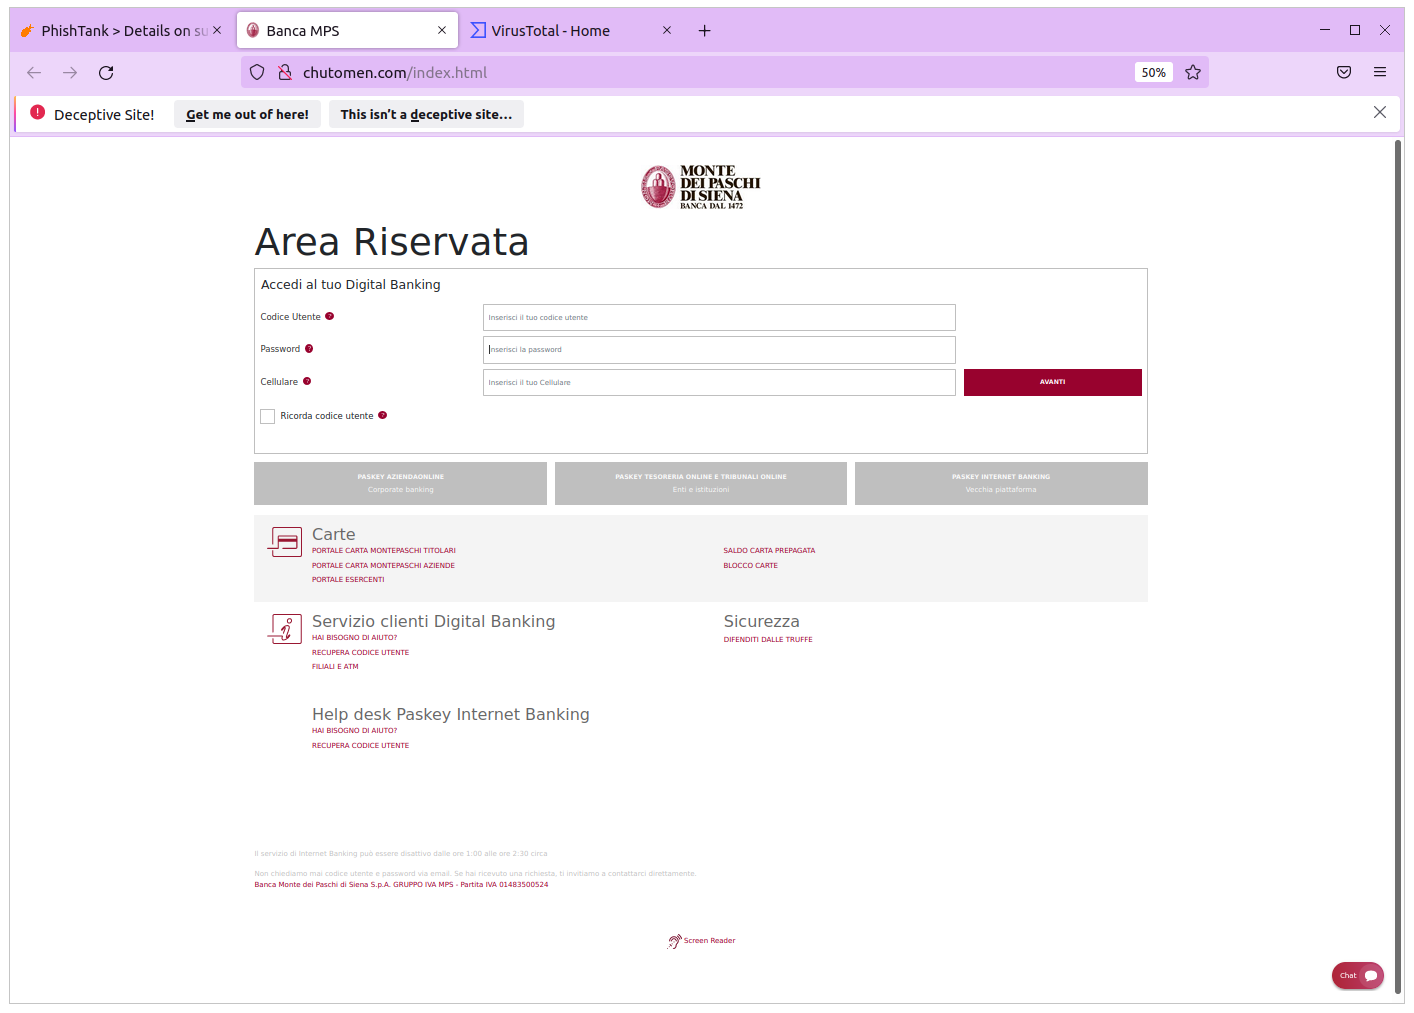 PhishTank > Details on su
Banca MPS
VirusTotal - Home
chutomen.com/index.html
50%
Deceptive Site!
Get me out of here!
This isn't a deceptive site...
MONTE
DEI PASCHI
DI SIENA
BANCA DAL 1472
Area Riservata
Accedi al tuo Digital Banking
Codice Utente ?
Inserisci il tuo codice utente
Password ?
Inserisci la password
Cellulare ?
Inserisci il tuo Cellulare
AVANTI
Ricorda codice utente ?
PASKEY AZIENDAONLINE
Corporate banking
PASKEY TESORERIA ONLINE E TRIBUNALI ONLINE
Enti e istituzioni
PASKEY INTERNET BANKING
Vecchia piattaforma
Carte
PORTALE CARTA MONTEPASCHI TITOLARI
PORTALE CARTA MONTEPASCHI AZIENDE
PORTALE ESERCENTI
SALDO CARTA PREPAGATA
BLOCCO CARTE
Servizio clienti Digital Banking
HAI BISOGNO DI AIUTO?
RECUPERA CODICE UTENTE
FILIALI E ATM
Sicurezza
DIFENDITI DALLE TRUFFE
Help desk Paskey Internet Banking
HAI BISOGNO DI AIUTO?
RECUPERA CODICE UTENTE
Il servizio di Internet Banking può essere disattivo dalle ore 1:00 alle ore 2:30 circa
Non chiediamo mai codice utente e password via email. Se hai ricevuto una richiesta, ti invitiamo a contattarci direttamente.
Banca Monte dei Paschi di Siena S.p.A. GRUPPO IVA MPS - Partita IVA 01483500524
Screen Reader
Chat